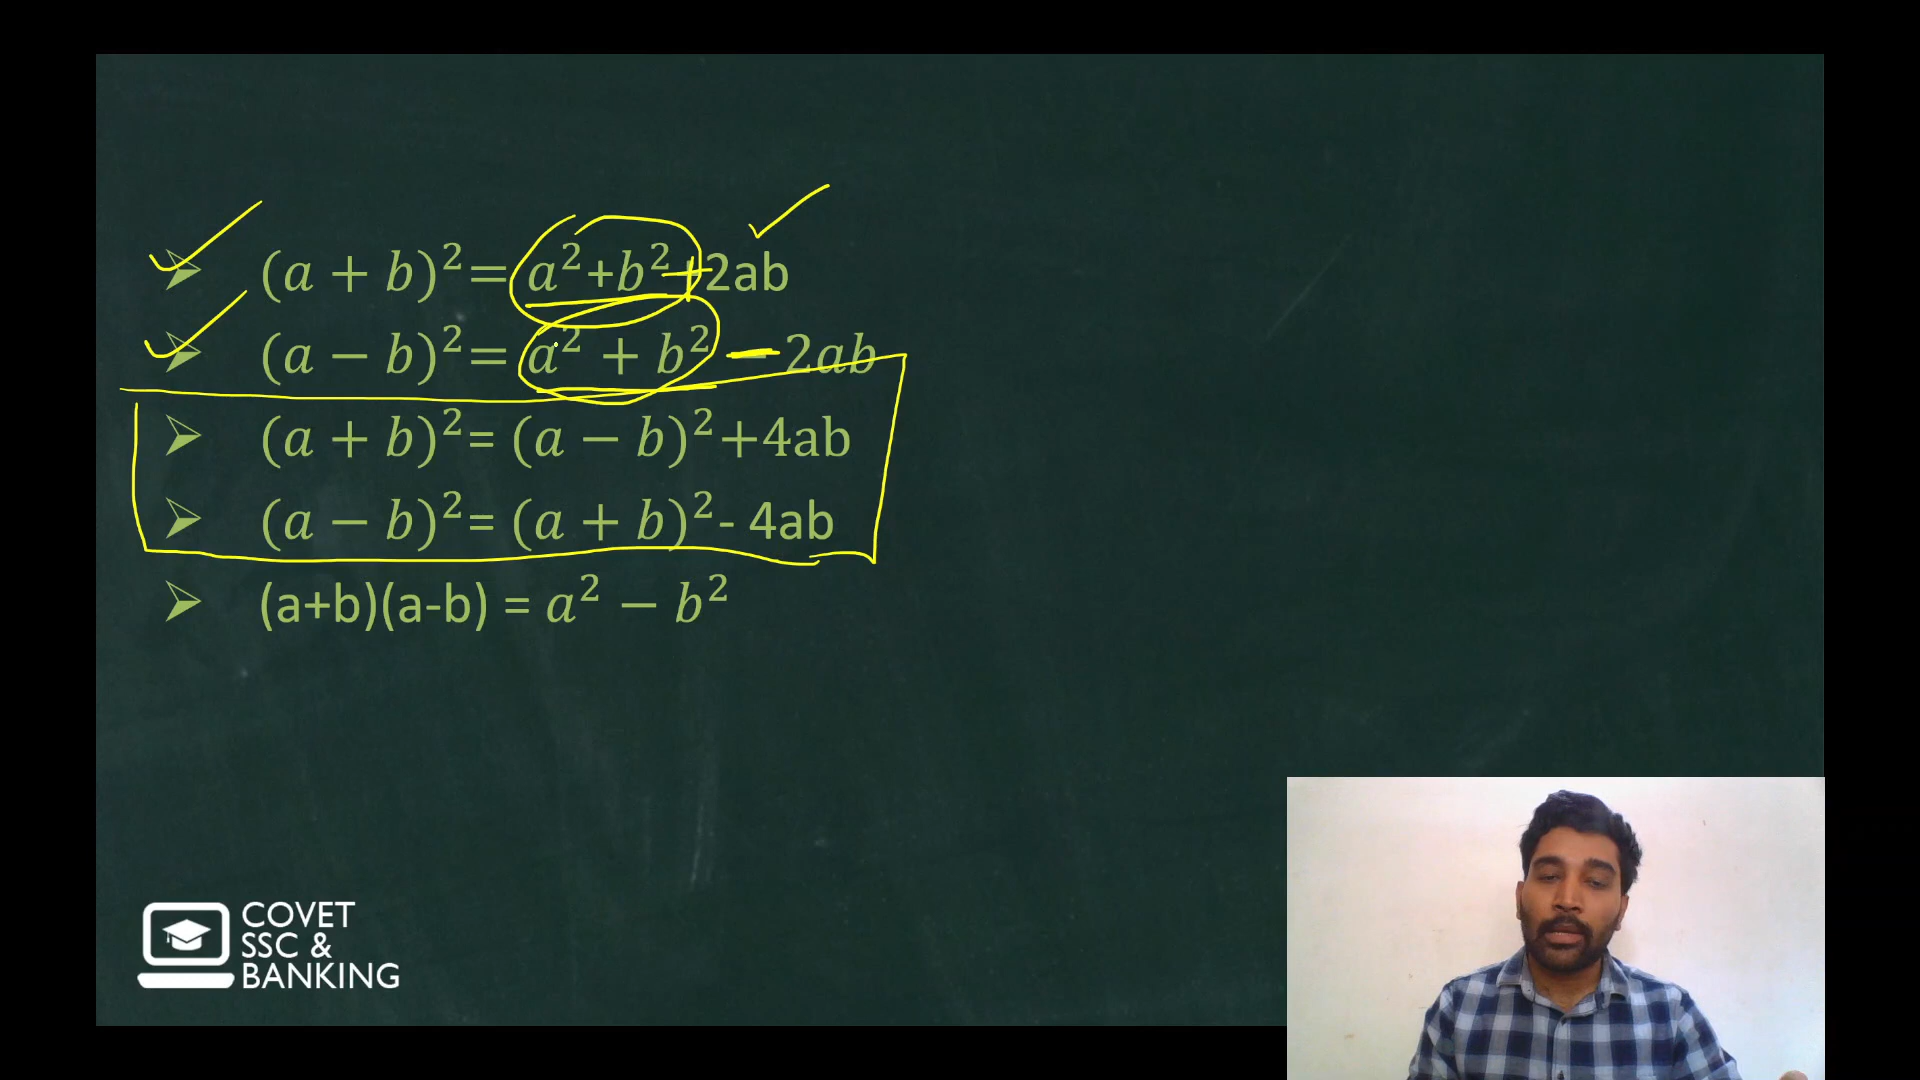 ➢ (a + b)²= a²+b²+2ab
➢ (a − b)²= a² + b² − 2ab
➢ (a + b)²= (a − b)²+4ab
➢ (a − b)²= (a + b)²- 4ab
➢ (a+b)(a-b) = a² − b²
COVET
SSC &
BANKING